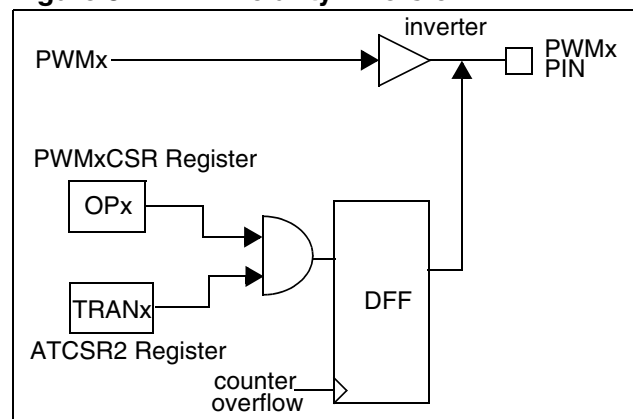 inverter
PWMx
PWMx
PIN
PWMxCSR Register
OPx
TRANx
DFF
ATCSR2 Register
counter
overflow